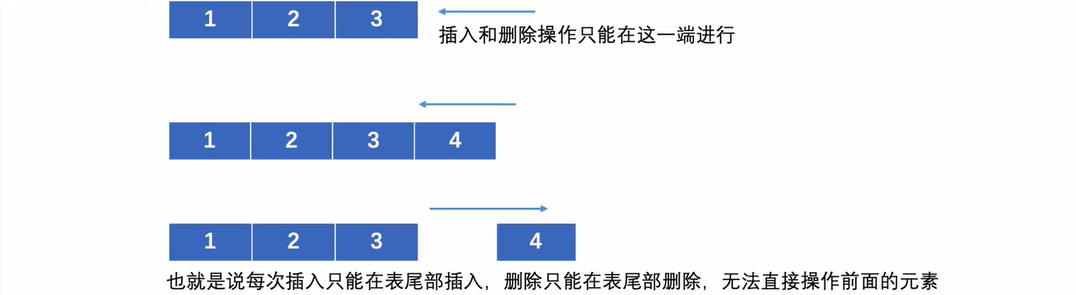 1 2 3
插入和删除操作只能在这一端进行
1 2 3 4
1 2 3 4
也就是说每次插入只能在表尾部插入，删除只能在表尾部删除，无法直接操作前面的元素